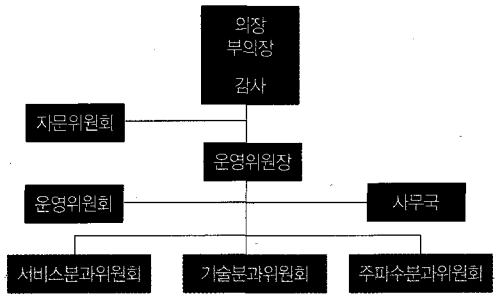 의장
부의장
감사
자문위원회
운영위원장
운영위원회
사무국
서비스분과위원회
기술분과위원회
주파수분과위원회